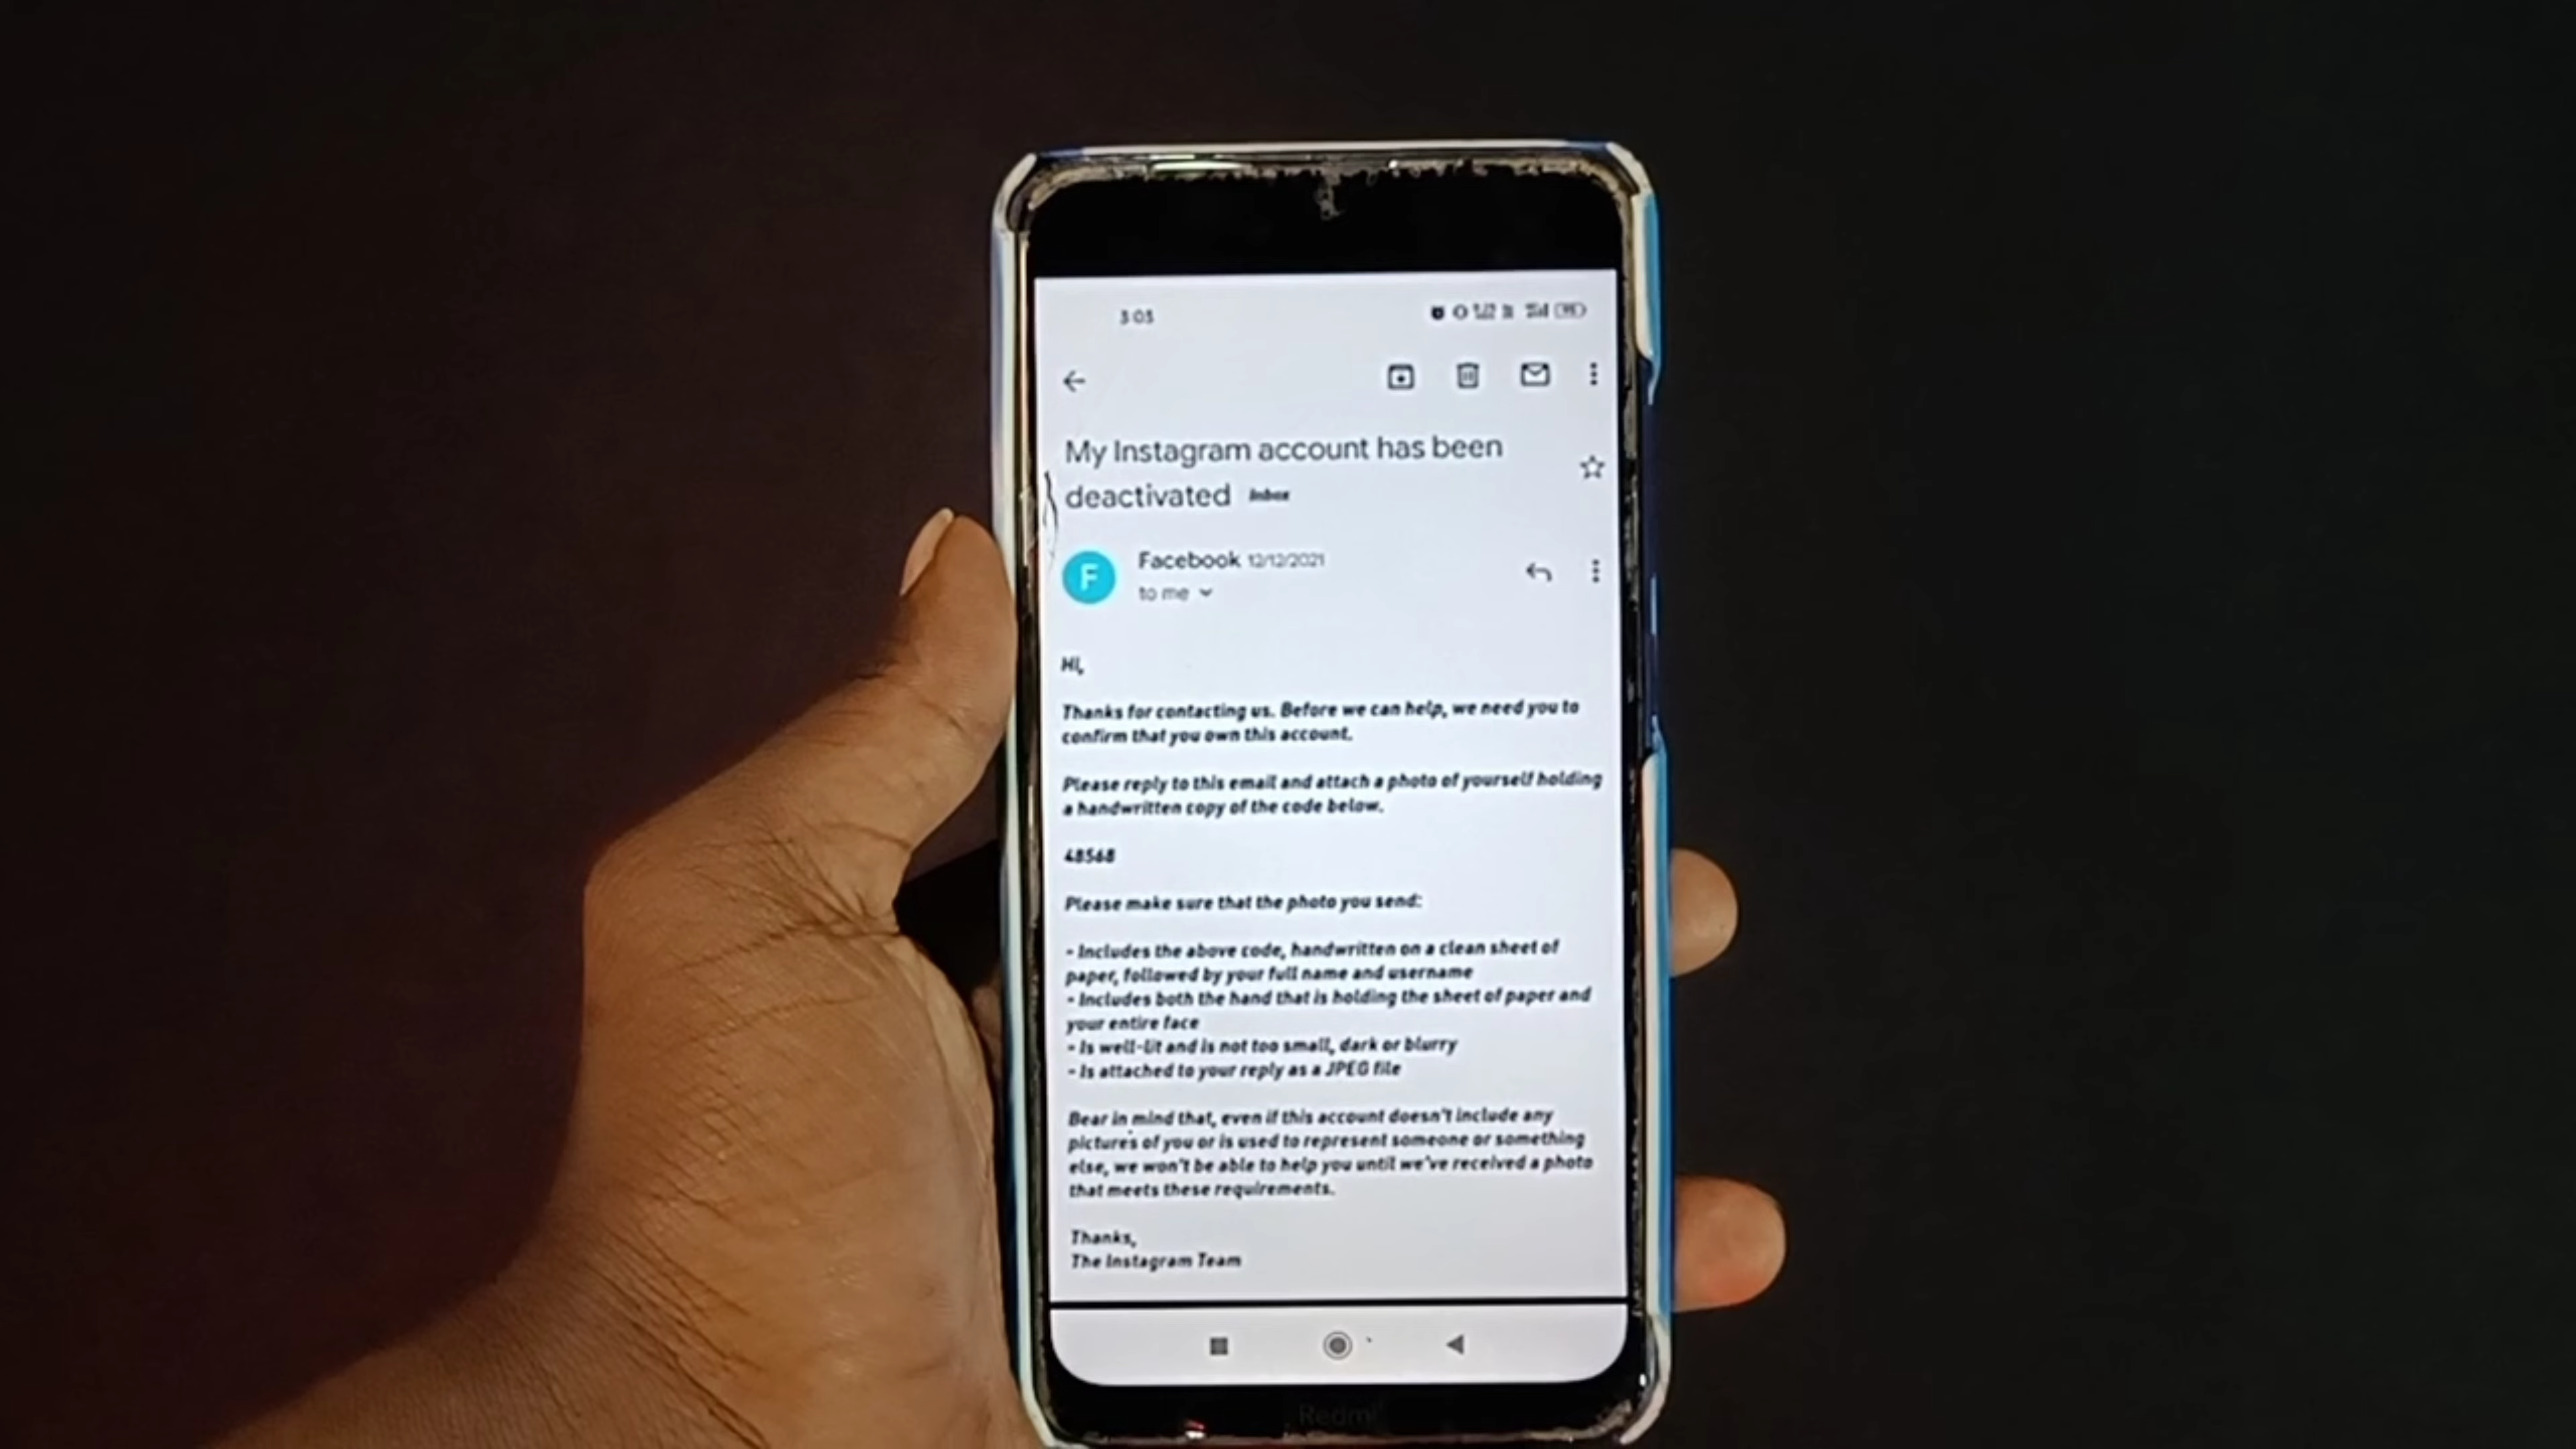 3:05
My Instagram account has been
deactivated Inbox
F
Facebook 12/12/2021
to me
Hi,
Thanks for contacting us. Before we can help, we need you to
confirm that you own this account.
Please reply to this email and attach a photo of yourself holding
a handwritten copy of the code below.
48568
Please make sure that the photo you send:
- Includes the above code, handwritten on a clean sheet of
paper, followed by your full name and username
- Includes both the hand that is holding the sheet of paper and
your entire face
- Is well-lit and is not too small, dark or blurry
- Is attached to your reply as a JPEG file
Bear in mind that, even if this account doesn't include any
pictures of you or is used to represent someone or something
else, we won't be able to help you until we've received a photo
that meets these requirements.
Thanks,
The Instagram Team
Redmi